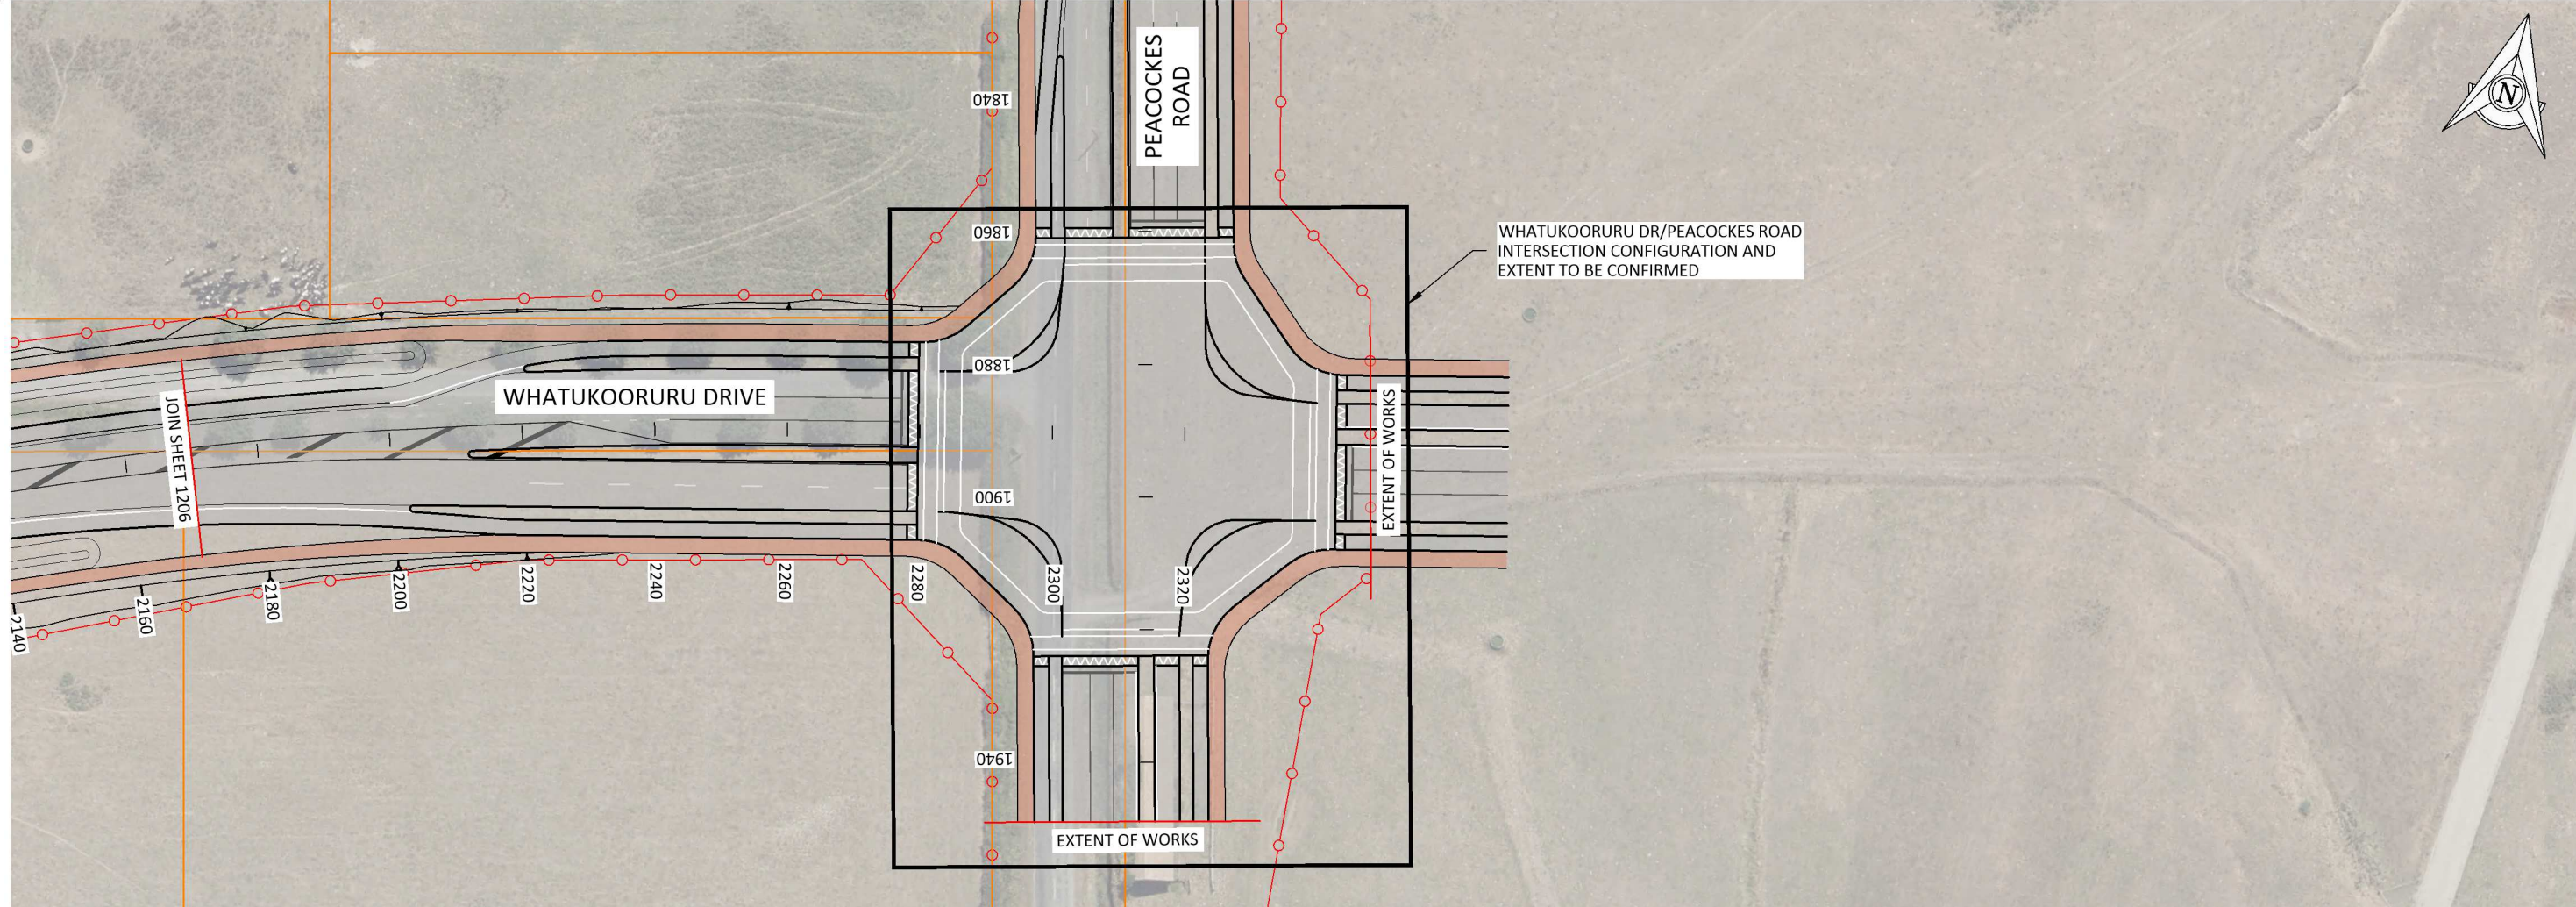 PEACOCKES
ROAD
N
1840
1860
WHATUKOORURU DR/PEACOCKES ROAD
INTERSECTION CONFIGURATION AND
EXTENT TO BE CONFIRMED
1880
WHATUKOORURU DRIVE
JOIN SHEET 1206
EXTENT OF WORKS
1900
2140
2160
2180
2200
2220
2240
2260
2280
2300
2320
1940
EXTENT OF WORKS